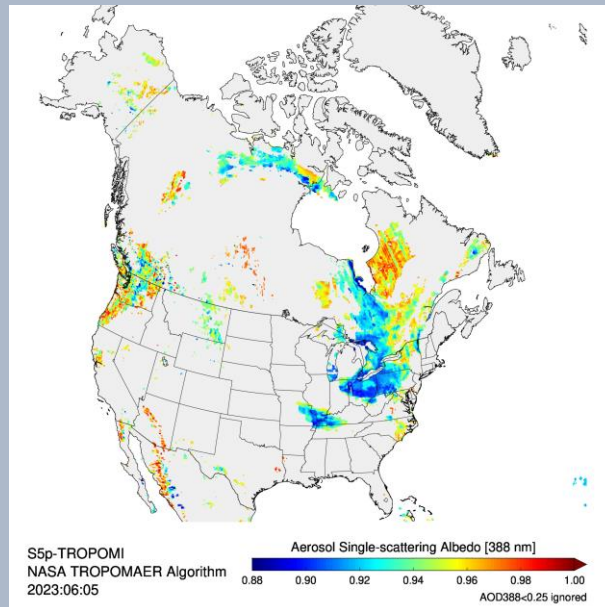 S5p-TROPOMI
NASA TROPOMAER Algorithm
2023:06:05
Aerosol Single-scattering Albedo [388 nm]
0.88 0.90 0.92 0.94 0.96 0.98 1.00
AOD388<0.25 ignored